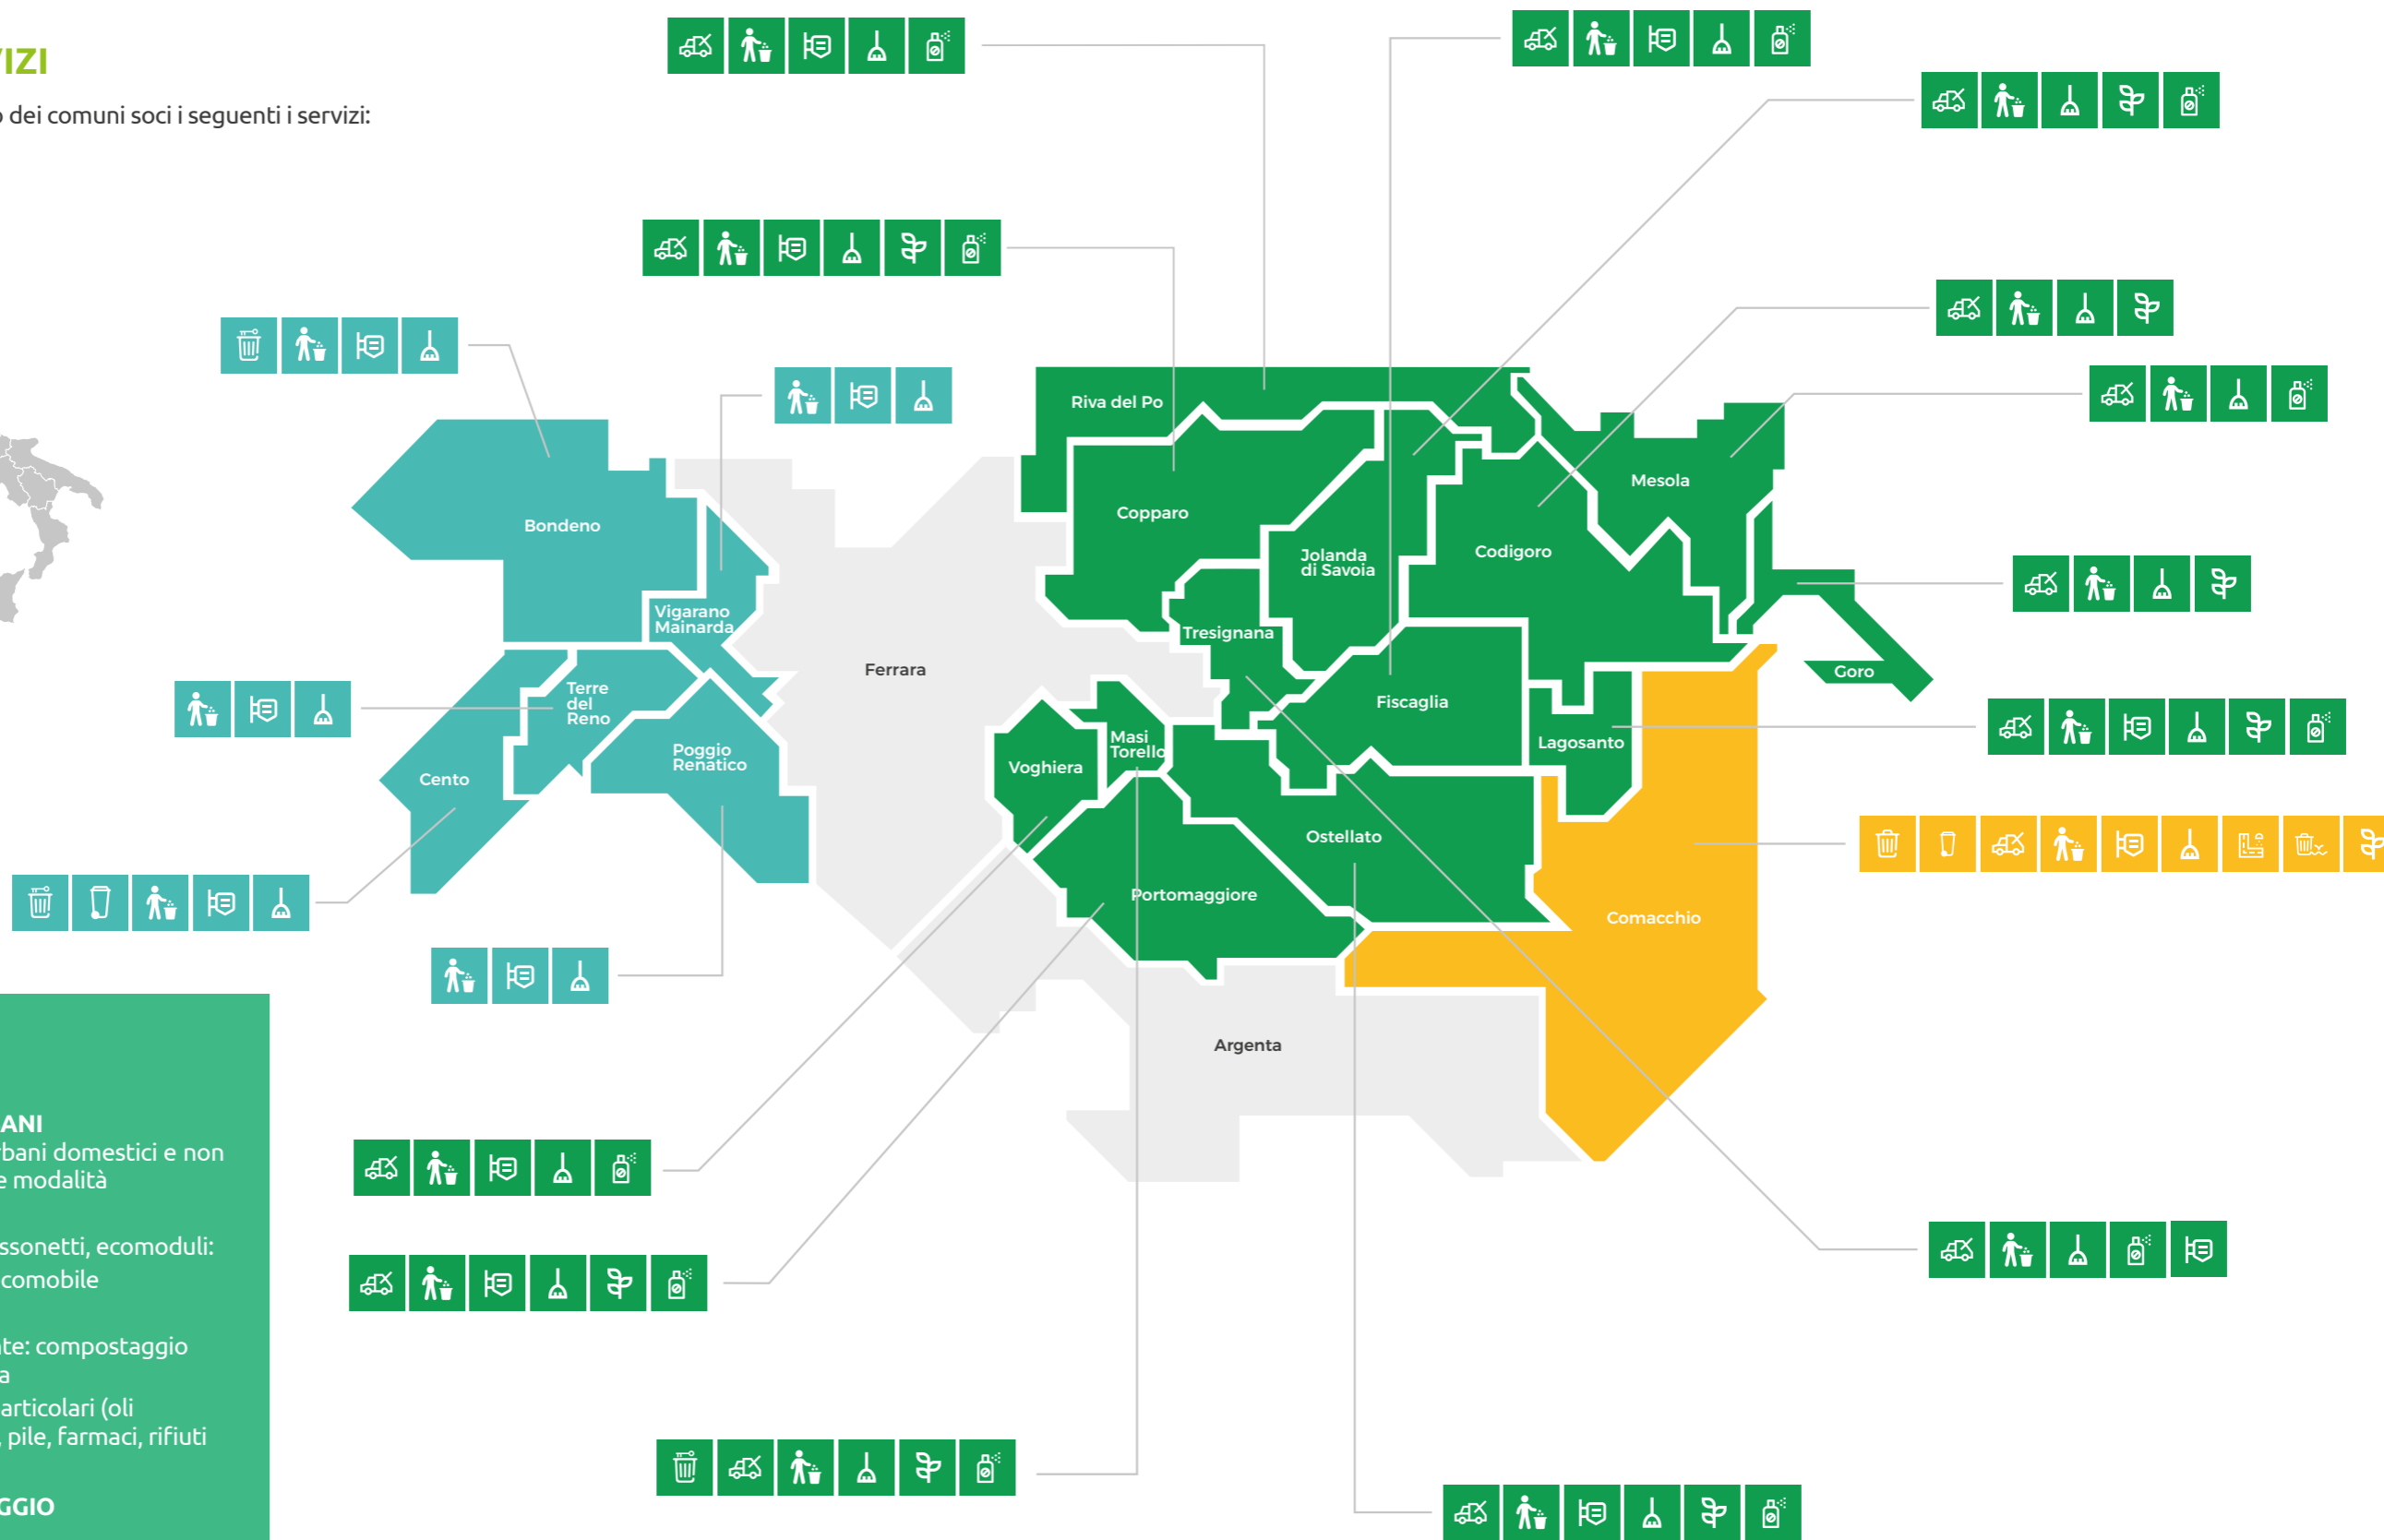 VIZI
dei comuni soci i seguenti i servizi:
Riva del Po
Mesola
Copparo
Bondeno
Jolanda
di Savoia
Codigoro
Vigarano
Mainarda
Tresignana
Ferrara
Goro
Terre
del
Reno
Fiscaglia
Masi
Torello
Lagosanto
Poggio
Renatico
Voghiera
Cento
Ostellato
Portomaggiore
Comacchio
Argenta
ANI
rbani domestici e non
e modalità
ssonetti, ecomoduli:
comobile
te: compostaggio
a
articolari (oli
, pile, farmaci, rifiuti
GGIO